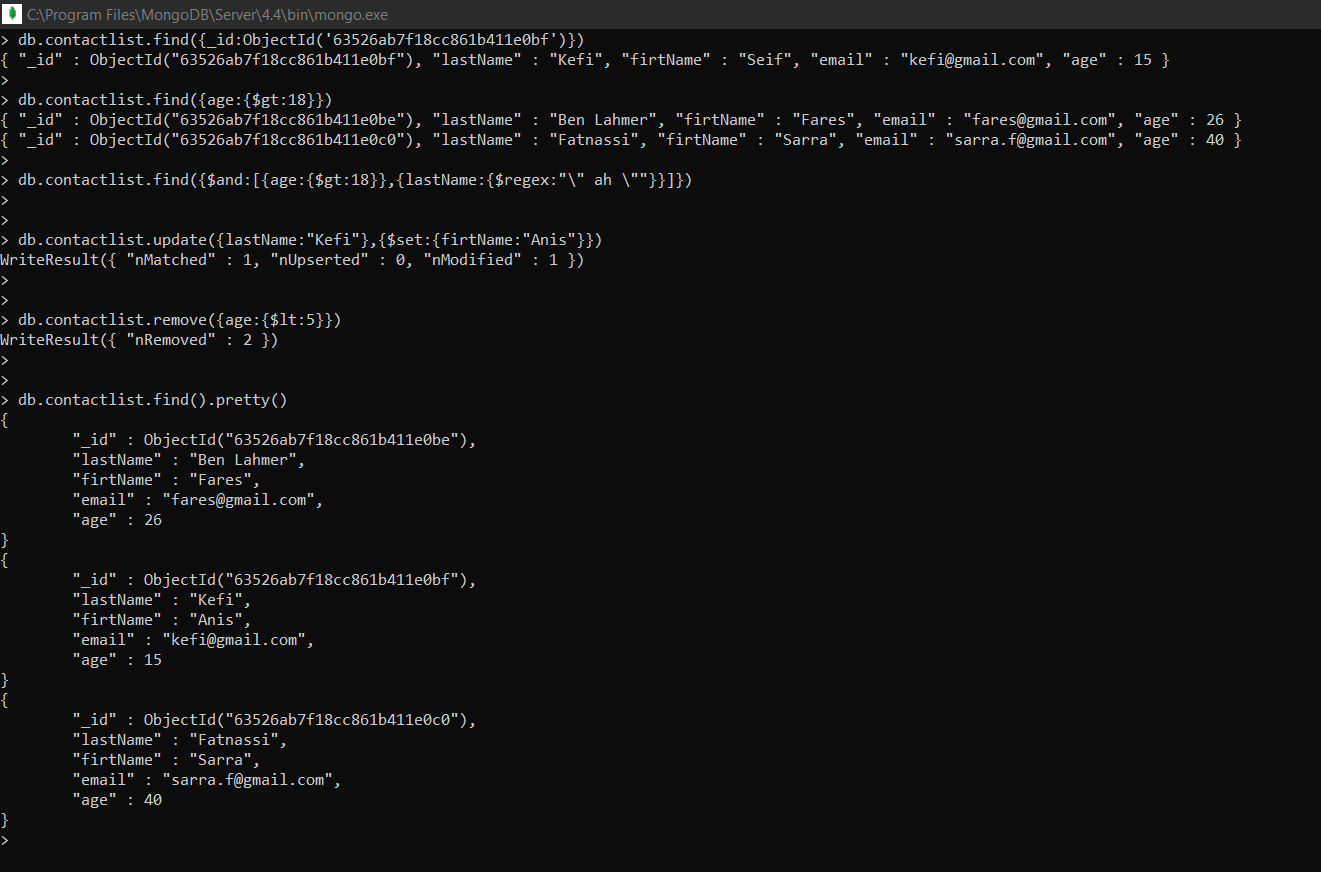 C:\Program Files\MongoDB\Server\4.4\bin\mongo.exe
> db.contactlist.find({_id:ObjectId('63526ab7f18cc861b411e0bf')})
{ "_id" : ObjectId("63526ab7f18cc861b411e0bf"), "lastName" : "Kefi", "firtName" : "Seif", "email" : "kefi@gmail.com", "age" : 15 }
>
> db.contactlist.find({age:{$gt:18}})
{ "_id" : ObjectId("63526ab7f18cc861b411e0be"), "lastName" : "Ben Lahmer", "firtName" : "Fares", "email" : "fares@gmail.com", "age" : 26 }
{ "_id" : ObjectId("63526ab7f18cc861b411e0c0"), "lastName" : "Fatnassi", "firtName" : "Sarra", "email" : "sarra.f@gmail.com", "age" : 40 }
>
> db.contactlist.find({$and:[{age:{$gt:18}},{lastName:{$regex:"\" ah \""}}]})
>
>
> db.contactlist.update({lastName:"Kefi"},{$set:{firtName:"Anis"}})
WriteResult({ "nMatched" : 1, "nUpserted" : 0, "nModified" : 1 })
>
>
> db.contactlist.remove({age:{$lt:5}})
WriteResult({ "nRemoved" : 2 })
>
>
> db.contactlist.find().pretty()
{
        "_id" : ObjectId("63526ab7f18cc861b411e0be"),
        "lastName" : "Ben Lahmer",
        "firtName" : "Fares",
        "email" : "fares@gmail.com",
        "age" : 26
}
{
        "_id" : ObjectId("63526ab7f18cc861b411e0bf"),
        "lastName" : "Kefi",
        "firtName" : "Anis",
        "email" : "kefi@gmail.com",
        "age" : 15
}
{
        "_id" : ObjectId("63526ab7f18cc861b411e0c0"),
        "lastName" : "Fatnassi",
        "firtName" : "Sarra",
        "email" : "sarra.f@gmail.com",
        "age" : 40
}
>